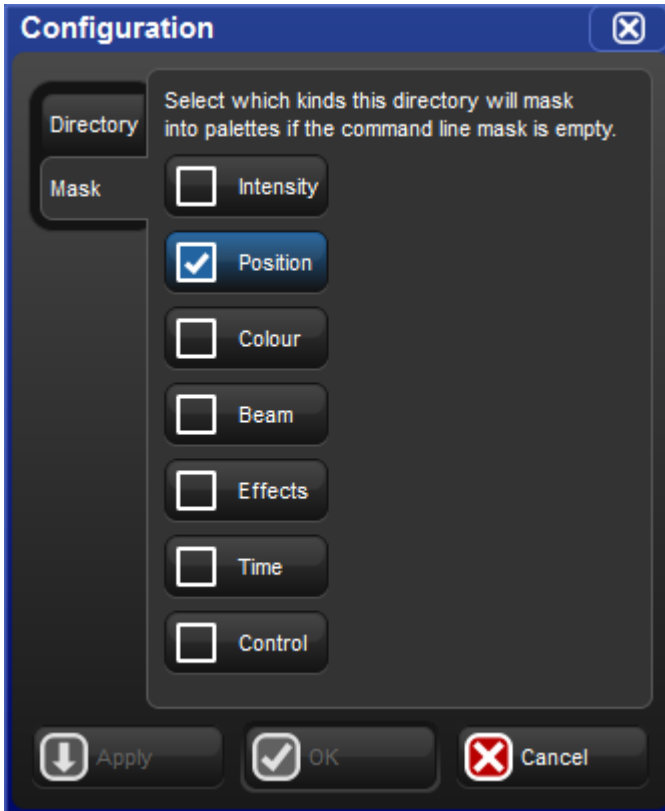 Configuration
Directory
Mask
Select which kinds this directory will mask
into palettes if the command line mask is empty.
Intensity
Position
Colour
Beam
Effects
Time
Control
Apply
OK
Cancel